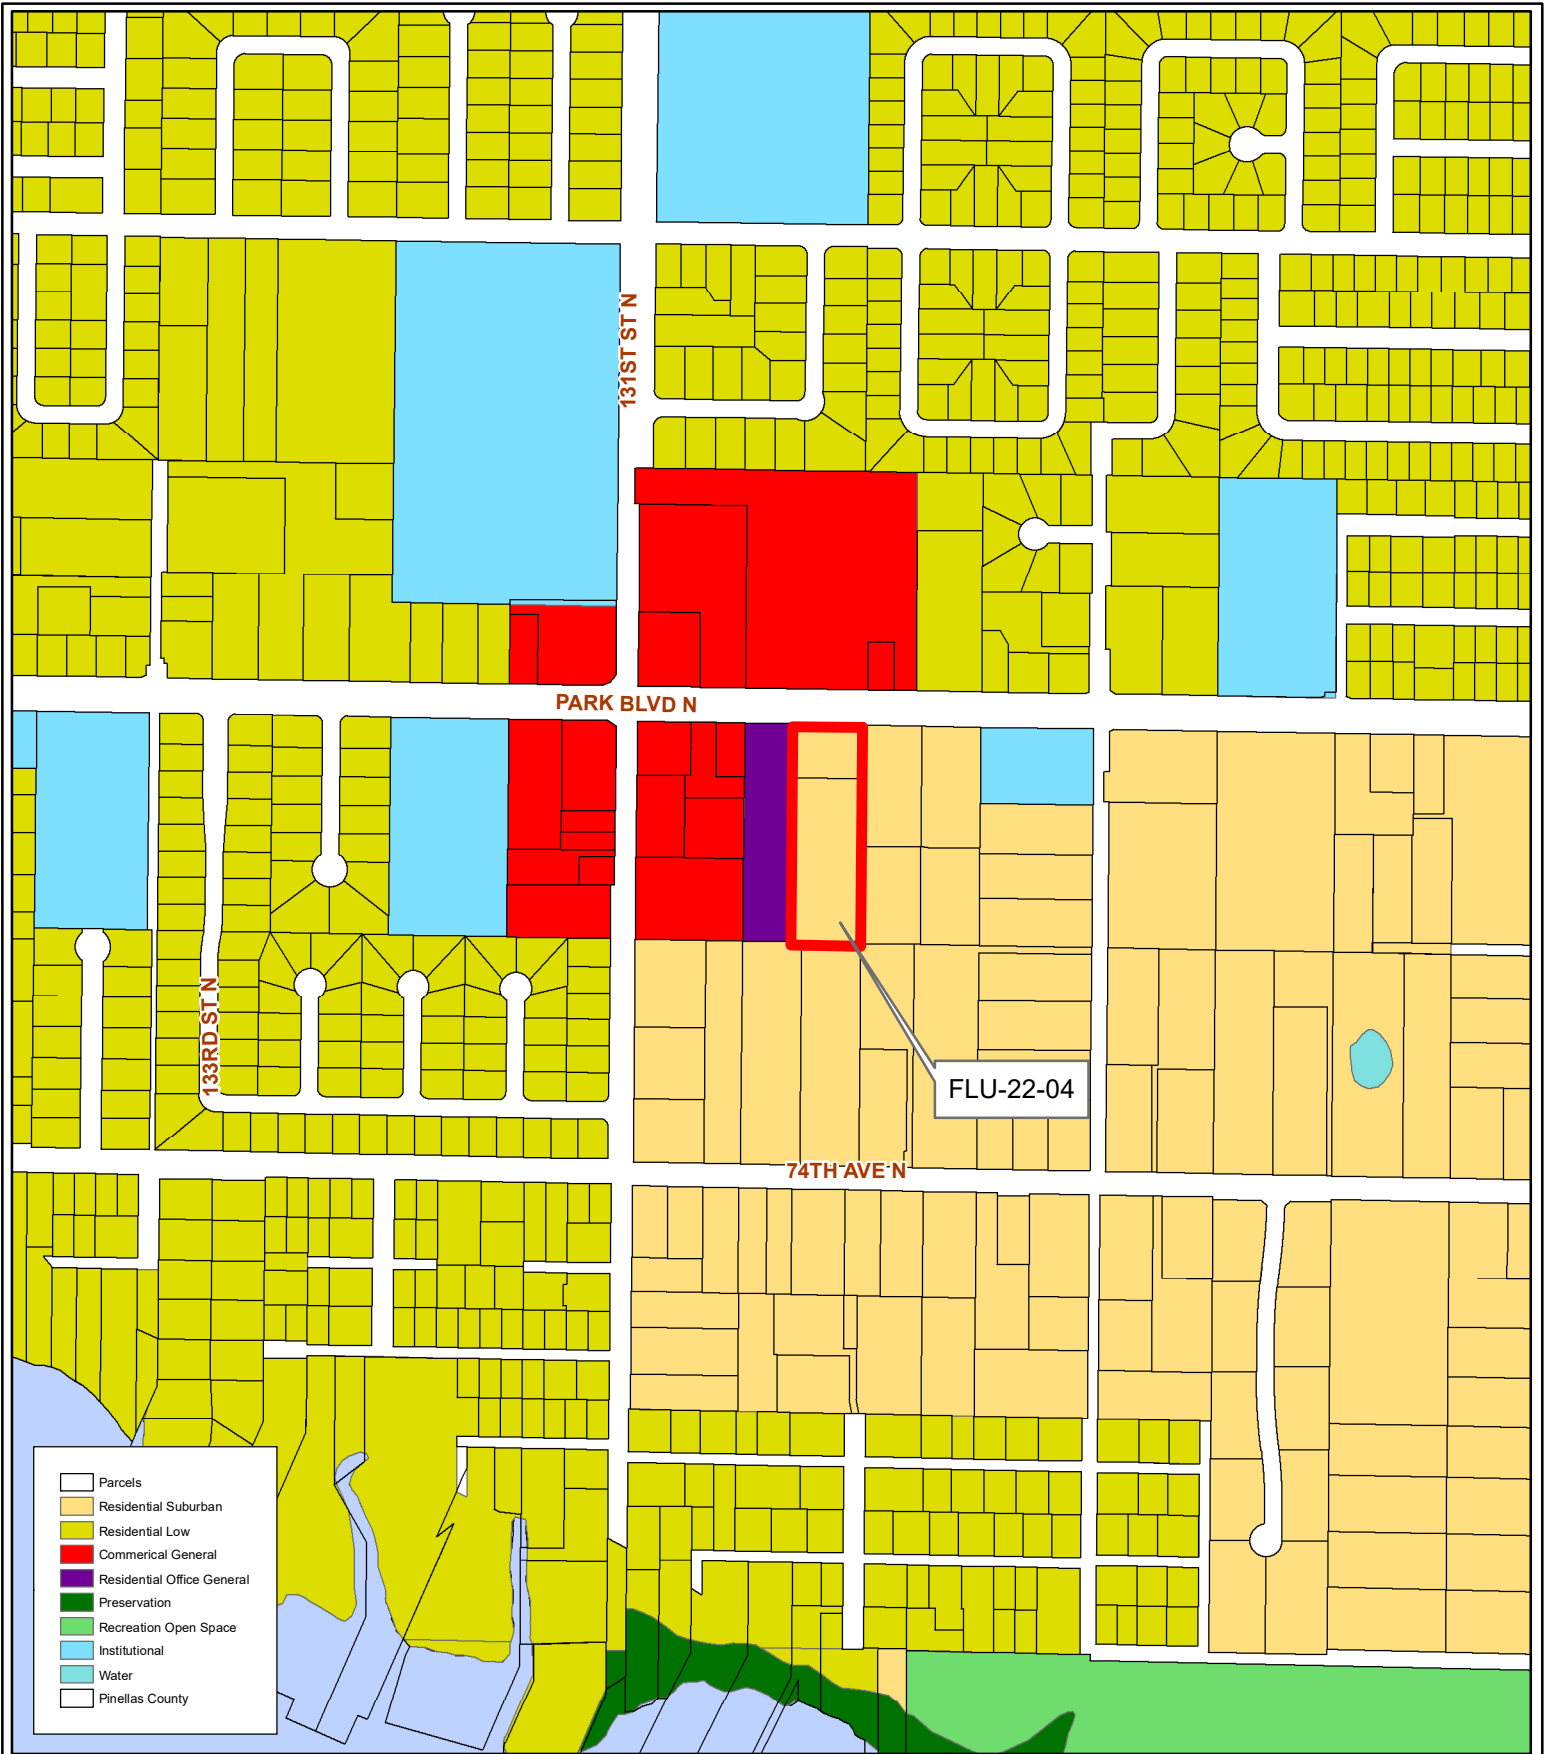 131ST ST N
PARK BLVD N
133RD ST N
FLU-22-04
74TH AVE N
Parcels
Residential Suburban
Residential Low
Commerical General
Residential Office General
Preservation
Recreation Open Space
Institutional
Water
Pinellas County